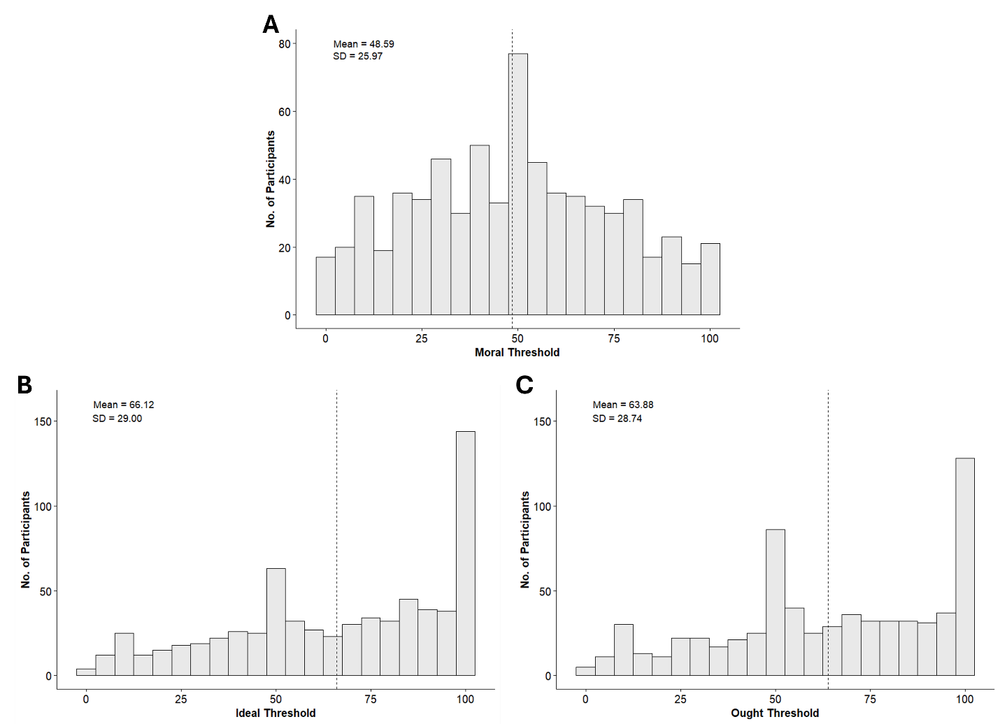 A
Mean = 48.59
SD = 25.97
80
60
40
20
0
No. of Participants
0 25 50 75 100
Moral Threshold
B
Mean = 66.12
SD = 29.00
150
100
50
0
No. of Participants
0 25 50 75 100
Ideal Threshold
C
Mean = 63.88
SD = 28.74
150
100
50
0
No. of Participants
0 25 50 75 100
Ought Threshold